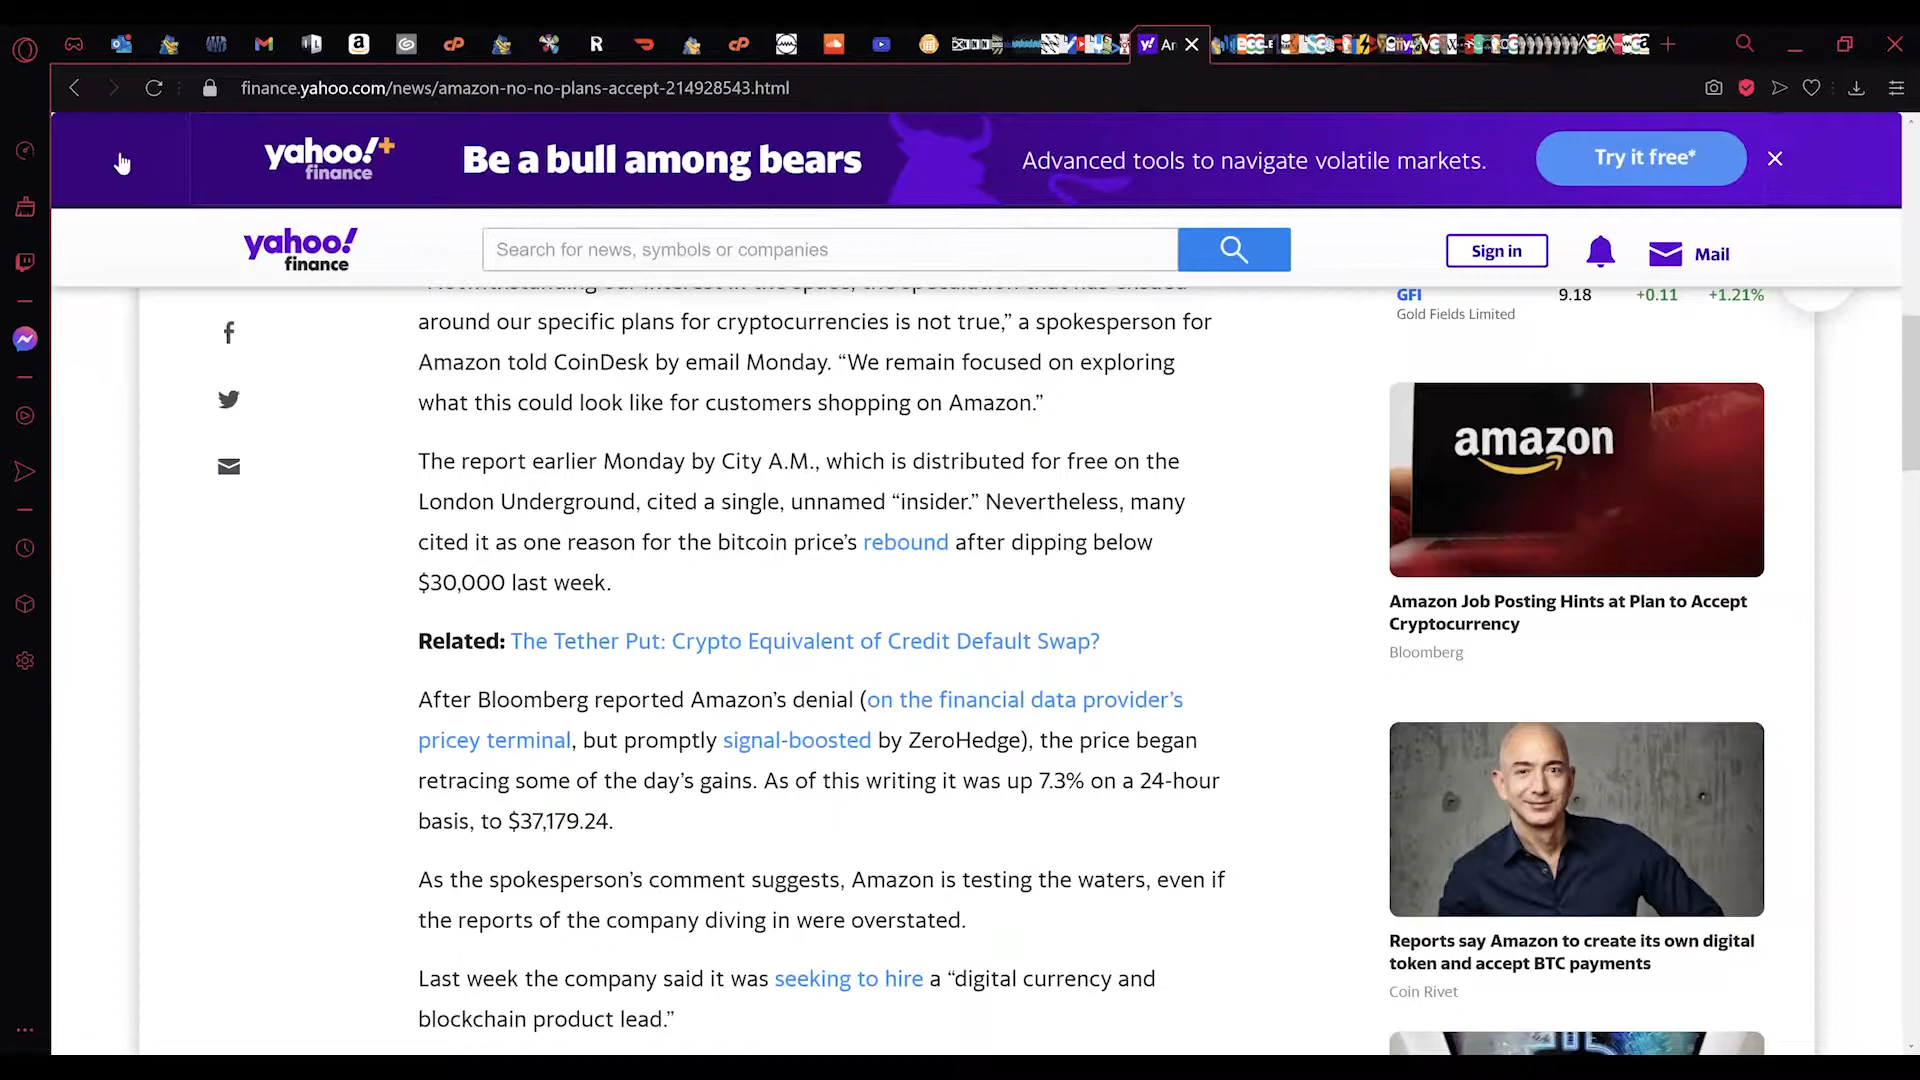 Ar
finance.yahoo.com/news/amazon-no-no-plans-accept-214928543.html
yahoo!+
finance
Be a bull among bears
Advanced tools to navigate volatile markets.
Try it free*
yahoo!
finance
Search for news, symbols or companies
Sign in
Mail
around our specific plans for cryptocurrencies is not true,” a spokesperson for
Amazon told CoinDesk by email Monday. “We remain focused on exploring
what this could look like for customers shopping on Amazon.”
The report earlier Monday by City A.M., which is distributed for free on the
London Underground, cited a single, unnamed “insider.” Nevertheless, many
cited it as one reason for the bitcoin price’s rebound after dipping below
$30,000 last week.
Related: The Tether Put: Crypto Equivalent of Credit Default Swap?
After Bloomberg reported Amazon’s denial (on the financial data provider’s
pricey terminal, but promptly signal-boosted by ZeroHedge), the price began
retracing some of the day’s gains. As of this writing it was up 7.3% on a 24-hour
basis, to $37,179.24.
As the spokesperson’s comment suggests, Amazon is testing the waters, even if
the reports of the company diving in were overstated.
Last week the company said it was seeking to hire a “digital currency and
blockchain product lead.”
GFI 9.18 +0.11 +1.21%
Gold Fields Limited
amazon
Amazon Job Posting Hints at Plan to Accept
Cryptocurrency
Bloomberg
Reports say Amazon to create its own digital
token and accept BTC payments
Coin Rivet